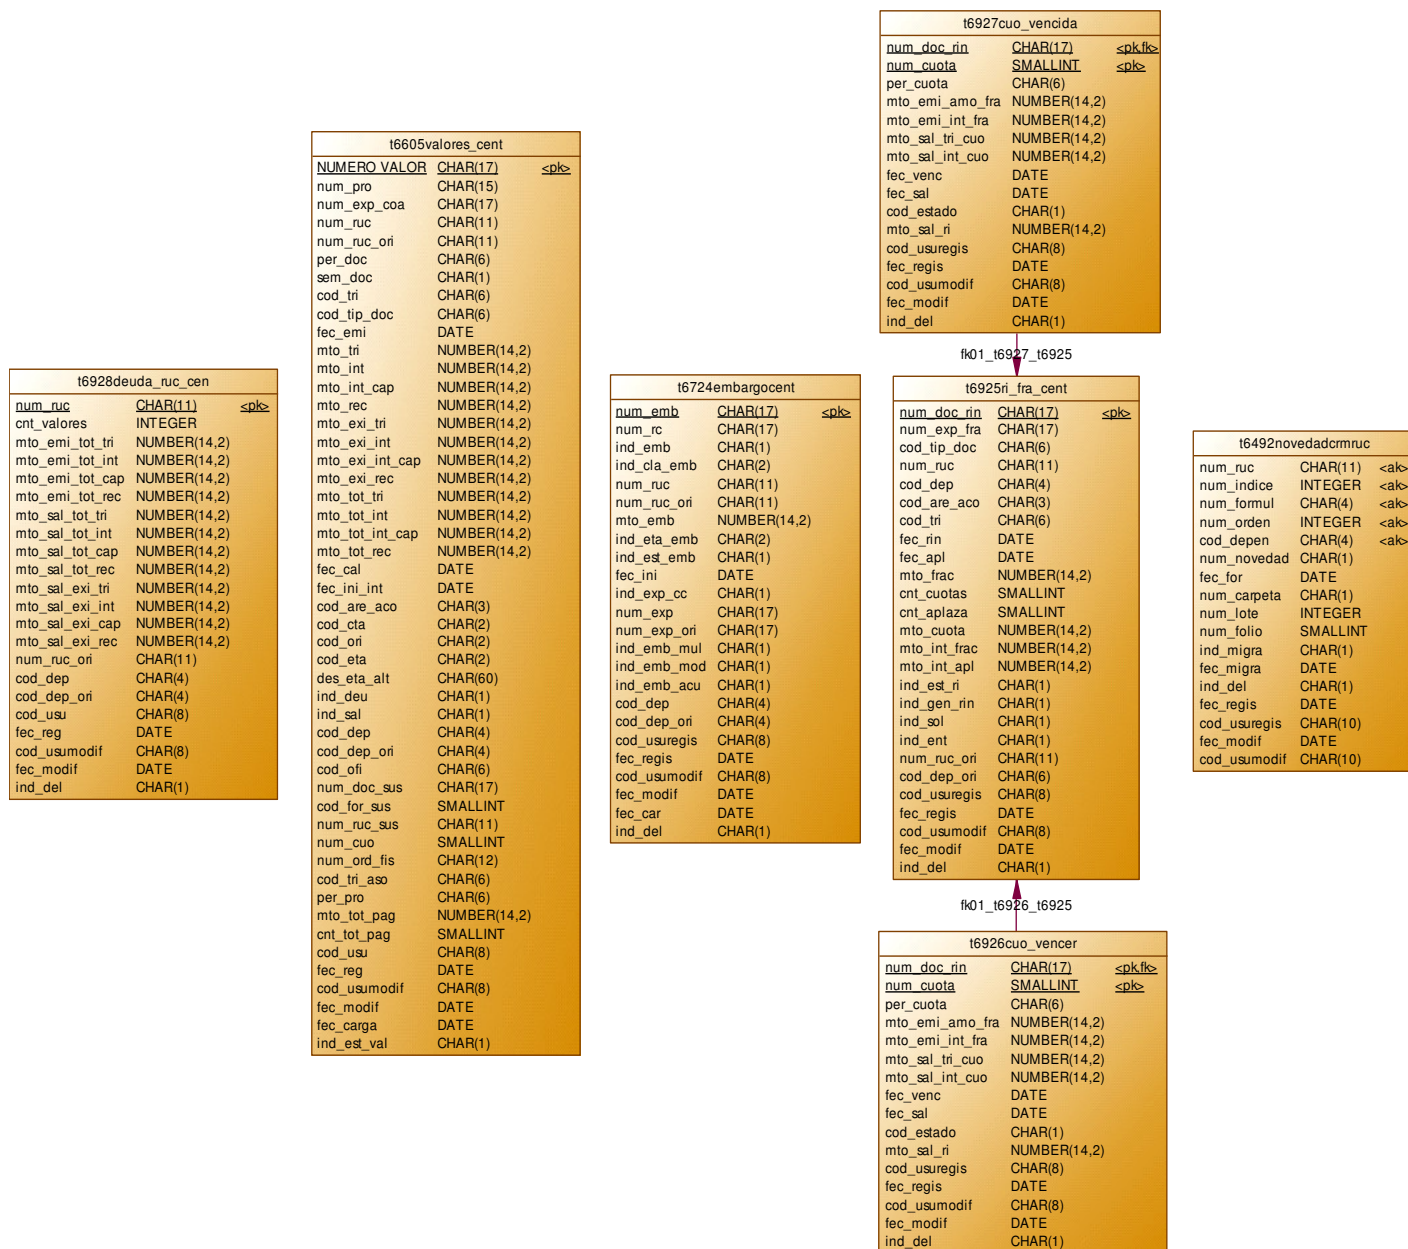 t6928deuda_ruc_cen
num_ruc CHAR(11) <pk>
cnt_valores INTEGER
mto_emi_tot_tri NUMBER(14,2)
mto_emi_tot_int NUMBER(14,2)
mto_emi_tot_cap NUMBER(14,2)
mto_emi_tot_rec NUMBER(14,2)
mto_sal_tot_tri NUMBER(14,2)
mto_sal_tot_int NUMBER(14,2)
mto_sal_tot_cap NUMBER(14,2)
mto_sal_tot_rec NUMBER(14,2)
mto_sal_exi_tri NUMBER(14,2)
mto_sal_exi_int NUMBER(14,2)
mto_sal_exi_cap NUMBER(14,2)
mto_sal_exi_rec NUMBER(14,2)
num_ruc_ori CHAR(11)
cod_dep CHAR(4)
cod_dep_ori CHAR(4)
cod_usu CHAR(8)
fec_reg DATE
cod_usumodif CHAR(8)
fec_modif DATE
ind_del CHAR(1)
t6605valores_cent
NUMERO VALOR CHAR(17) <pk>
num_pro CHAR(15)
num_exp_coa CHAR(17)
num_ruc CHAR(11)
num_ruc_ori CHAR(11)
per_doc CHAR(6)
sem_doc CHAR(1)
cod_tri CHAR(6)
cod_tip_doc CHAR(6)
fec_emi DATE
mto_tri NUMBER(14,2)
mto_int NUMBER(14,2)
mto_int_cap NUMBER(14,2)
mto_rec NUMBER(14,2)
mto_exi_tri NUMBER(14,2)
mto_exi_int NUMBER(14,2)
mto_exi_int_cap NUMBER(14,2)
mto_exi_rec NUMBER(14,2)
mto_tot_tri NUMBER(14,2)
mto_tot_int NUMBER(14,2)
mto_tot_int_cap NUMBER(14,2)
mto_tot_rec NUMBER(14,2)
fec_cal DATE
fec_ini_int DATE
cod_are_aco CHAR(3)
cod_cta CHAR(2)
cod_ori CHAR(2)
cod_eta CHAR(2)
des_eta_alt CHAR(60)
ind_deu CHAR(1)
ind_sal CHAR(1)
cod_dep CHAR(4)
cod_dep_ori CHAR(4)
cod_ofi CHAR(6)
num_doc_sus CHAR(17)
cod_for_sus SMALLINT
num_ruc_sus CHAR(11)
num_cuo SMALLINT
num_ord_fis CHAR(12)
cod_tri_aso CHAR(6)
per_pro CHAR(6)
mto_tot_pag NUMBER(14,2)
cnt_tot_pag SMALLINT
cod_usu CHAR(8)
fec_reg DATE
cod_usumodif CHAR(8)
fec_modif DATE
fec_carga DATE
ind_est_val CHAR(1)
t6724embargocent
num_emb CHAR(17) <pk>
num_rc CHAR(17)
ind_emb CHAR(1)
ind_cla_emb CHAR(2)
num_ruc CHAR(11)
num_ruc_ori CHAR(11)
mto_emb NUMBER(14,2)
ind_eta_emb CHAR(2)
ind_est_emb CHAR(1)
fec_ini DATE
ind_exp_cc CHAR(1)
num_exp CHAR(17)
num_exp_ori CHAR(17)
ind_emb_mul CHAR(1)
ind_emb_mod CHAR(1)
ind_emb_acu CHAR(1)
cod_dep CHAR(4)
cod_dep_ori CHAR(4)
cod_usuregis CHAR(8)
fec_regis DATE
cod_usumodif CHAR(8)
fec_modif DATE
fec_car DATE
ind_del CHAR(1)
t6927cuo_vencida
num_doc_rin CHAR(17) <pk,fk>
num_cuota SMALLINT <pk>
per_cuota CHAR(6)
mto_emi_amo_fra NUMBER(14,2)
mto_emi_int_fra NUMBER(14,2)
mto_sal_tri_cuo NUMBER(14,2)
mto_sal_int_cuo NUMBER(14,2)
fec_venc DATE
fec_sal DATE
cod_estado CHAR(1)
mto_sal_ri NUMBER(14,2)
cod_usuregis CHAR(8)
fec_regis DATE
cod_usumodif CHAR(8)
fec_modif DATE
ind_del CHAR(1)
fk01_t6927_t6925
t6925ri_fra_cent
num_doc_rin CHAR(17) <pk>
num_exp_fra CHAR(17)
cod_tip_doc CHAR(6)
num_ruc CHAR(11)
cod_dep CHAR(4)
cod_are_aco CHAR(3)
cod_tri CHAR(6)
fec_rin DATE
fec_apl DATE
mto_frac NUMBER(14,2)
cnt_cuotas SMALLINT
cnt_aplaza SMALLINT
mto_cuota NUMBER(14,2)
mto_int_frac NUMBER(14,2)
mto_int_apl NUMBER(14,2)
ind_est_ri CHAR(1)
ind_gen_rin CHAR(1)
ind_sol CHAR(1)
ind_ent CHAR(1)
num_ruc_ori CHAR(11)
cod_dep_ori CHAR(6)
cod_usuregis CHAR(8)
fec_regis DATE
cod_usumodif CHAR(8)
fec_modif DATE
ind_del CHAR(1)
fk01_t6926_t6925
t6926cuo_vencer
num_doc_rin CHAR(17) <pk,fk>
num_cuota SMALLINT <pk>
per_cuota CHAR(6)
mto_emi_amo_fra NUMBER(14,2)
mto_emi_int_fra NUMBER(14,2)
mto_sal_tri_cuo NUMBER(14,2)
mto_sal_int_cuo NUMBER(14,2)
fec_venc DATE
fec_sal DATE
cod_estado CHAR(1)
mto_sal_ri NUMBER(14,2)
cod_usuregis CHAR(8)
fec_regis DATE
cod_usumodif CHAR(8)
fec_modif DATE
ind_del CHAR(1)
t6492novedadcrmruc
num_ruc CHAR(11) <ak>
num_indice INTEGER <ak>
num_formul CHAR(4) <ak>
num_orden INTEGER <ak>
cod_depen CHAR(4) <ak>
num_novedad CHAR(1)
fec_for DATE
num_carpeta CHAR(1)
num_lote INTEGER
num_folio SMALLINT
ind_migra CHAR(1)
fec_migra DATE
ind_del CHAR(1)
fec_regis DATE
cod_usuregis CHAR(10)
fec_modif DATE
cod_usumodif CHAR(10)